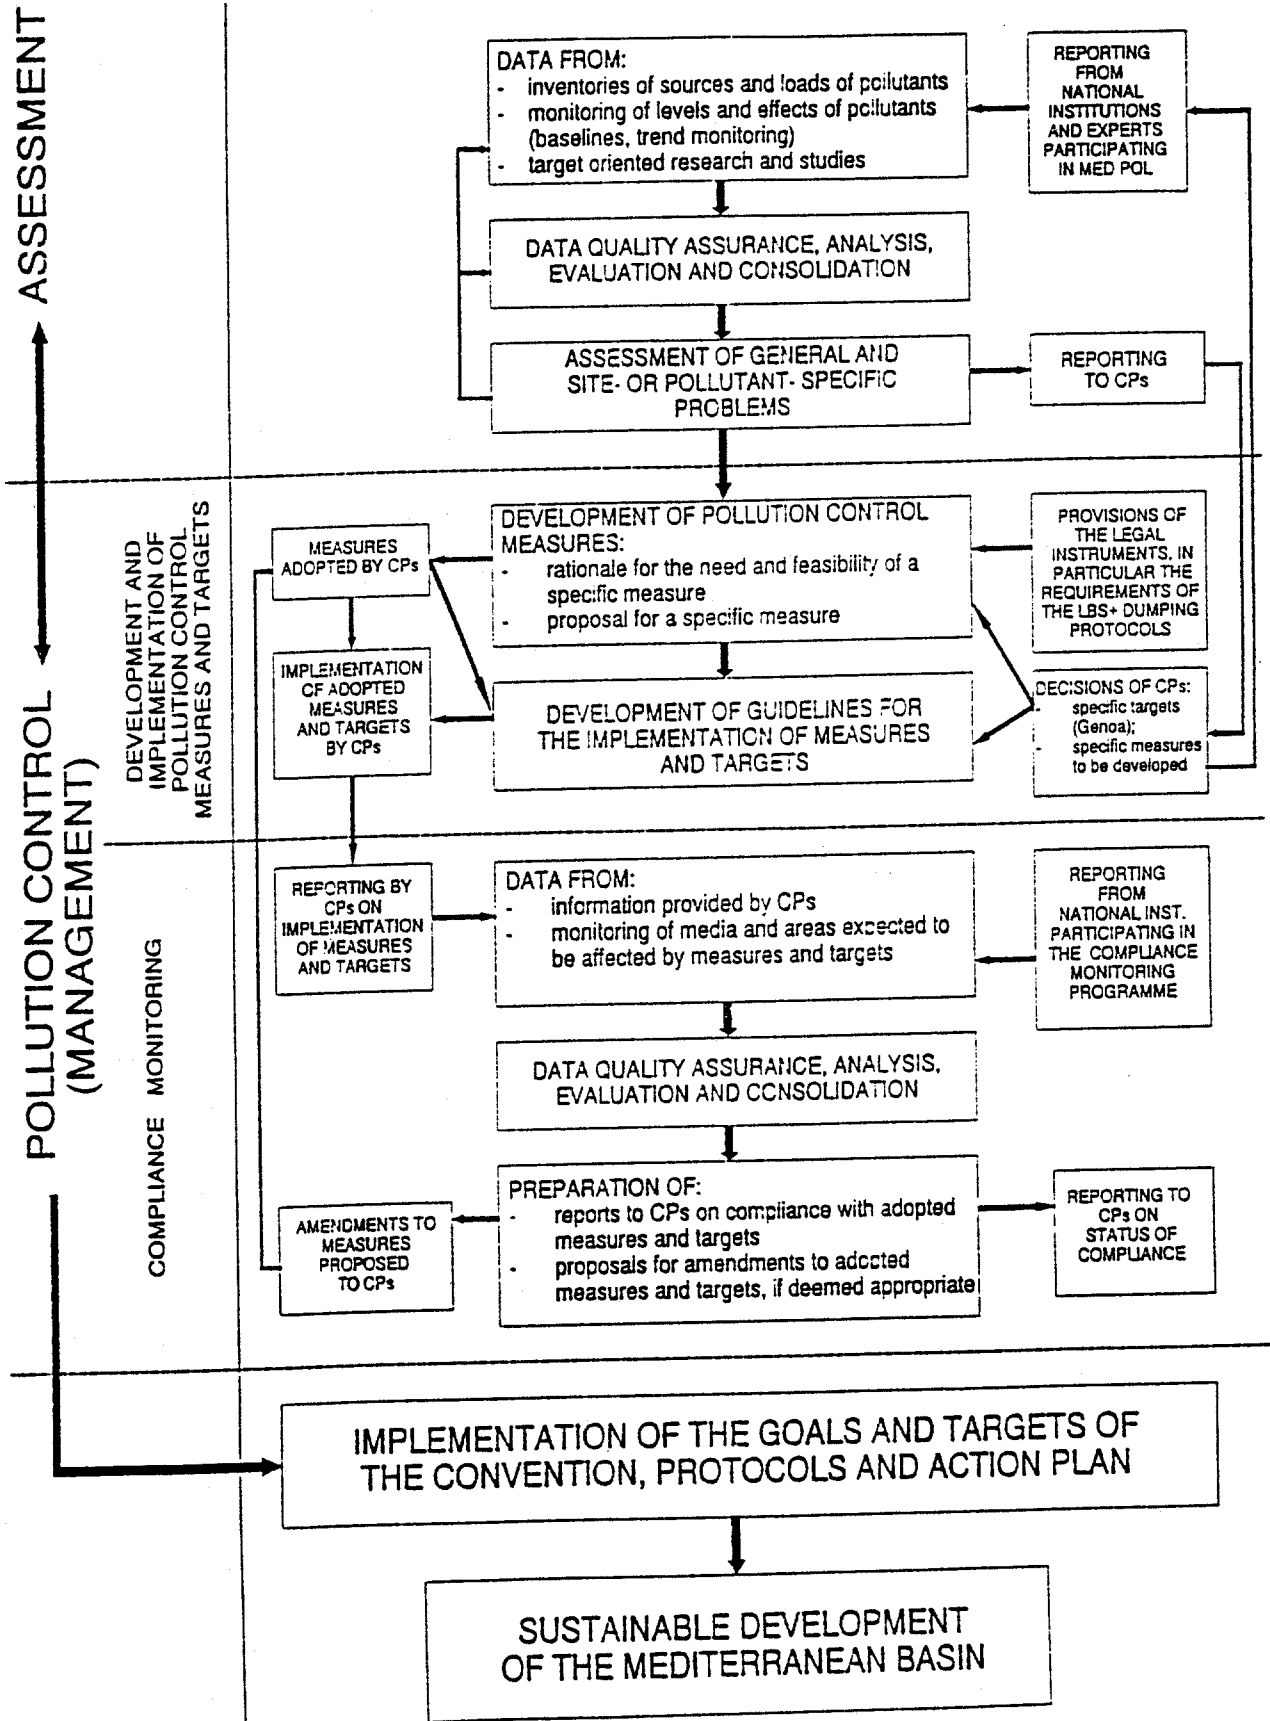 ASSESSMENT
DATA FROM:
- inventories of sources and loads of pollutants
- monitoring of levels and effects of pollutants
(baselines, trend monitoring)
- target oriented research and studies
REPORTING
FROM
NATIONAL
INSTITUTIONS
AND EXPERTS
PARTICIPATING
IN MED POL
DATA QUALITY ASSURANCE, ANALYSIS,
EVALUATION AND CONSOLIDATION
ASSESSMENT OF GENERAL AND
SITE- OR POLLUTANT- SPECIFIC
PROBLEMS
REPORTING
TO CPs
POLLUTION CONTROL
(MANAGEMENT)
DEVELOPMENT AND
IMPLEMENTATION OF
POLLUTION CONTROL
MEASURES AND TARGETS
MEASURES
ADOPTED BY CPs
DEVELOPMENT OF POLLUTION CONTROL
MEASURES:
- rationale for the need and feasibility of a
specific measure
- proposal for a specific measure
PROVISIONS OF
THE LEGAL
INSTRUMENTS, IN
PARTICULAR THE
REQUIREMENTS OF
THE LBS+ DUMPING
PROTOCOLS
IMPLEMENTATION
OF ADOPTED
MEASURES
AND TARGETS
BY CPs
DEVELOPMENT OF GUIDELINES FOR
THE IMPLEMENTATION OF MEASURES
AND TARGETS
DECISIONS OF CPs:
- specific targets
(Genoa);
- specific measures
to be developed
COMPLIANCE MONITORING
REPORTING BY
CPs ON
IMPLEMENTATION
OF MEASURES
AND TARGETS
DATA FROM:
- information provided by CPs
- monitoring of media and areas expected to
be affected by measures and targets
REPORTING
FROM
NATIONAL INST.
PARTICIPATING IN
THE COMPLIANCE
MONITORING
PROGRAMME
DATA QUALITY ASSURANCE, ANALYSIS,
EVALUATION AND CONSOLIDATION
AMENDMENTS TO
MEASURES
PROPOSED
TO CPs
PREPARATION OF:
- reports to CPs on compliance with adopted
measures and targets
- proposals for amendments to adopted
measures and targets, if deemed appropriate
REPORTING TO
CPs ON
STATUS OF
COMPLIANCE
IMPLEMENTATION OF THE GOALS AND TARGETS OF
THE CONVENTION, PROTOCOLS AND ACTION PLAN
SUSTAINABLE DEVELOPMENT
OF THE MEDITERRANEAN BASIN